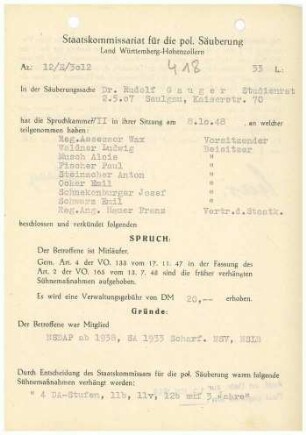 Staatskommissariat für die pol. Säuberung
Land Württemberg-Hohenzollern
Az.: 12/Z/3012 418 33 L.:
In der Säuberungssache Dr. Rudolf Gauger Studienrat
2.5.07 Saulgau, Kaiserstr. 70
hat die Spruchkammer VI in ihrer Sitzung am 8.10.48, an welcher
teilgenommen haben:
Reg.Assessor Wax Vorsitzender
Waldner Ludwig Beisitzer
Musch Alois "
Fischer Paul "
Steinacher Anton "
Ocher Emil "
Schnekenburger Josef "
Schwarz Emil "
Reg.Ang. Heuer Franz Vertr.d.Stentk.
beschlossen und verkündet folgenden
SPRUCH:
Der Betroffene ist Mitläufer.
Gem. Art. 4 der VO. 133 vom 17. 11. 47 in der Fassung des
Art. 2 der VO. 165 vom 13. 7. 48 sind die früher verhängten
Sühnemaßnahmen aufgehoben.
Es wird eine Verwaltungsgebühr von DM 20,-- erhoben.
Gründe:
Der Betroffene war Mitglied
NSDAP ab 1938, SA 1933 Scharf. NSV, NSLB
Durch Entscheidung des Staatskommissars für die pol. Säuberung waren folgende
Sühnemaßnahmen verhängt worden:
" 4 DA-Stufen, 11b, 11v, 12b auf 3 Jahre"